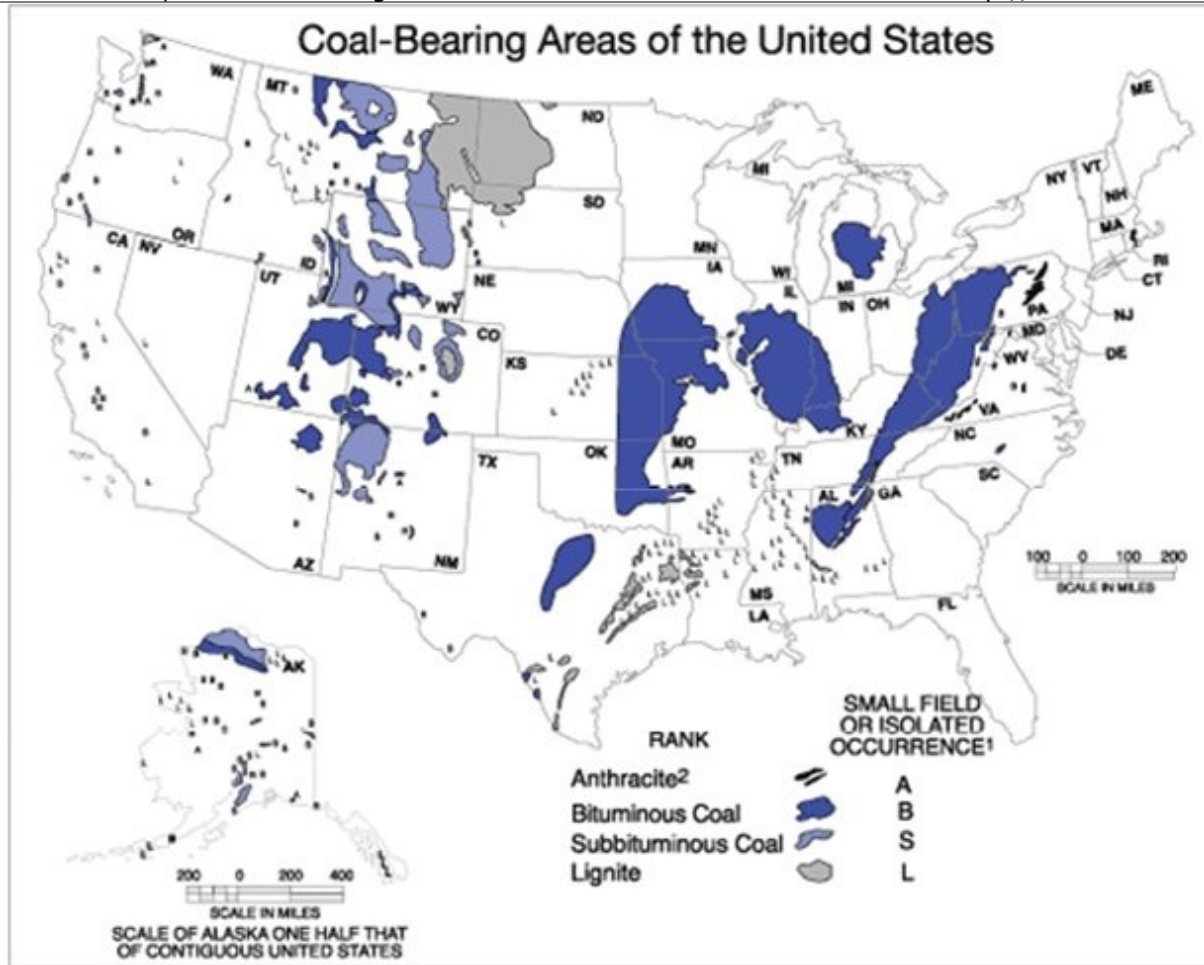 Coal-Bearing Areas of the United States
WA
MT
ND
ME
MI
NY
VT
NH
SD
MA
OR
CA
NV
ID
MN
IA
WI
RI
CT
UT
WY
NE
IL
MI
IN
OH
PA
NJ
CO
MD
DE
KS
WV
VA
MO
KY
NC
OK
AR
TN
TX
SC
AL
GA
AZ
NM
MS
LA
FL
100 0 100 200
SCALE IN MILES
AK
RANK
SMALL FIELD
OR ISOLATED
OCCURRENCE1
Anthracite2 A
Bituminous Coal B
Subbituminous Coal S
Lignite L
200 0 200 400
SCALE IN MILES
SCALE OF ALASKA ONE HALF THAT
OF CONTIGUOUS UNITED STATES